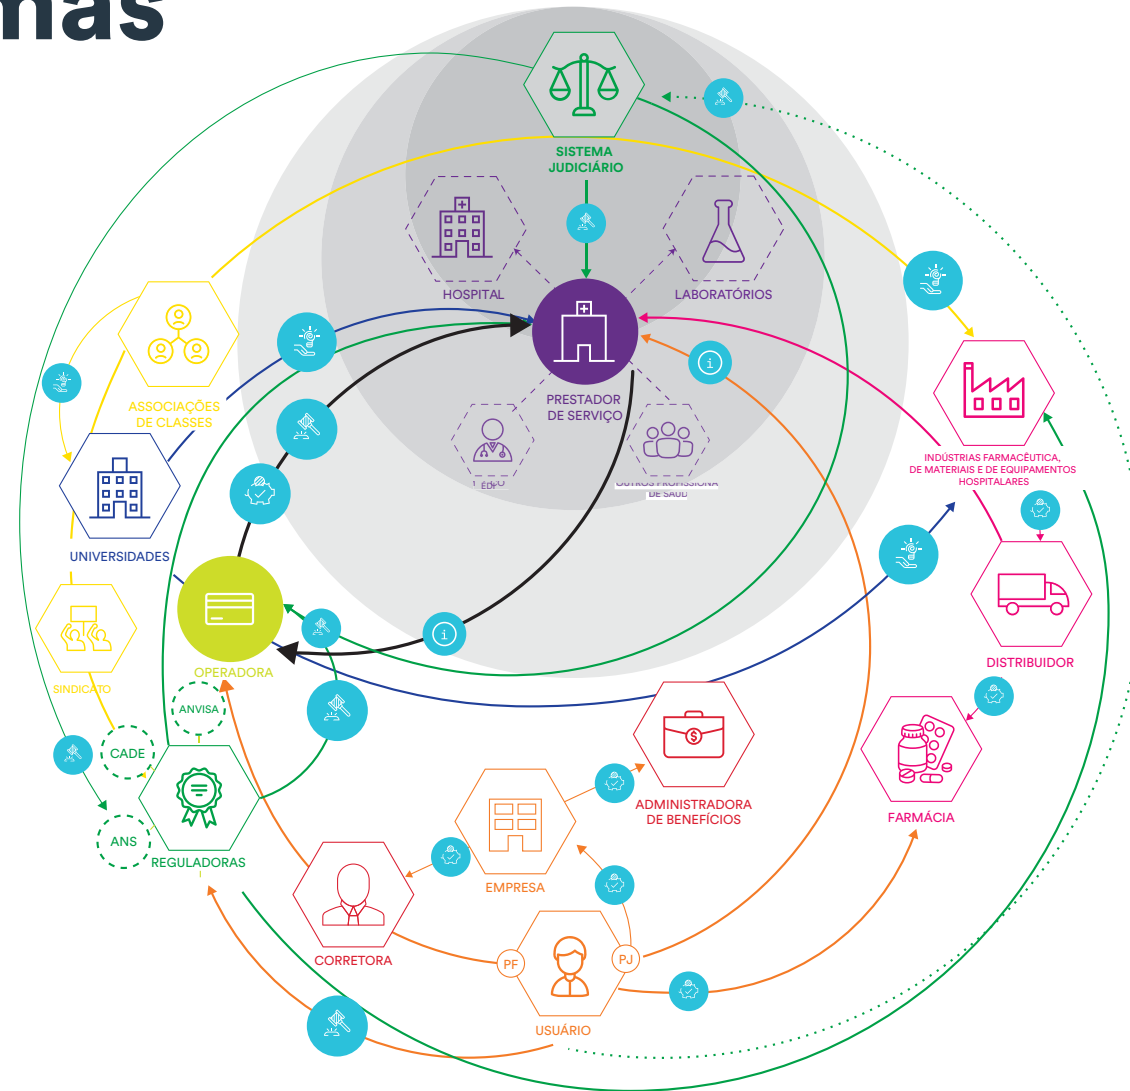 mas
SISTEMA
JUDICIÁRIO
HOSPITAL
LABORATÓRIOS
PRESTADOR
DE SERVIÇO
ASSOCIAÇÕES
DE CLASSES
INDÚSTRIAS FARMACÊUTICA,
DE MATERIAIS E DE EQUIPAMENTOS
HOSPITALARES
i
UNIVERSIDADES
OPERADORA
i
SINDICATO
DISTRIBUIDOR
ANVISA
CADE
ANS
REGULADORAS
$
ADMINISTRADORA
DE BENEFÍCIOS
FARMÁCIA
EMPRESA
CORRETORA
PF
PJ
USUÁRIO